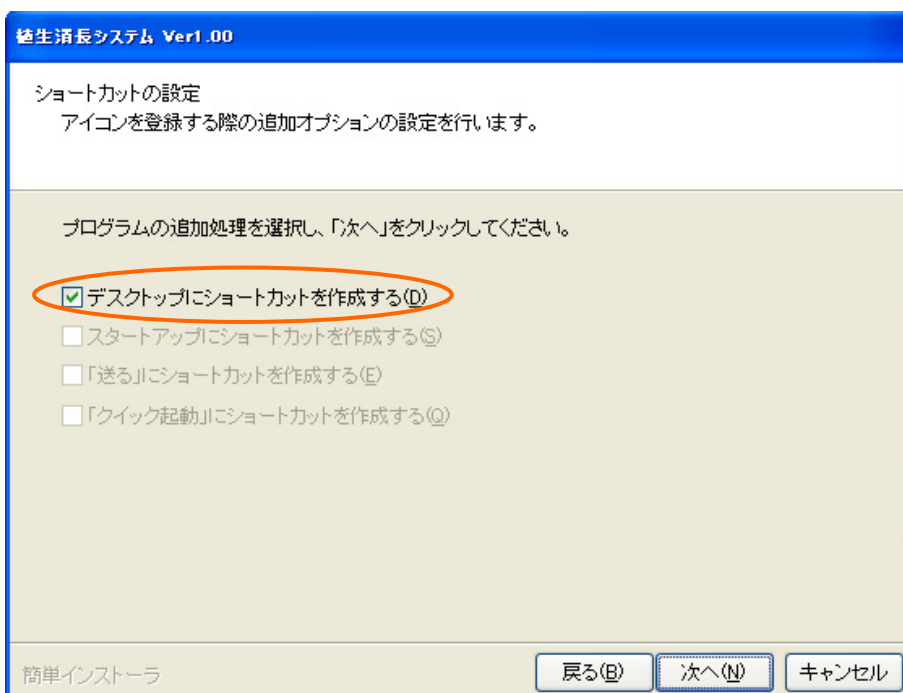 植生消長システム Ver1.00
ショートカットの設定
アイコンを登録する際の追加オプションの設定を行います。
プログラムの追加処理を選択し、「次へ」をクリックしてください。
デスクトップにショートカットを作成する(D)
スタートアップにショートカットを作成する(S)
「送る」にショートカットを作成する(E)
「クイック起動」にショートカットを作成する(Q)
簡単インストーラ
戻る(B) 次へ(N) キャンセル